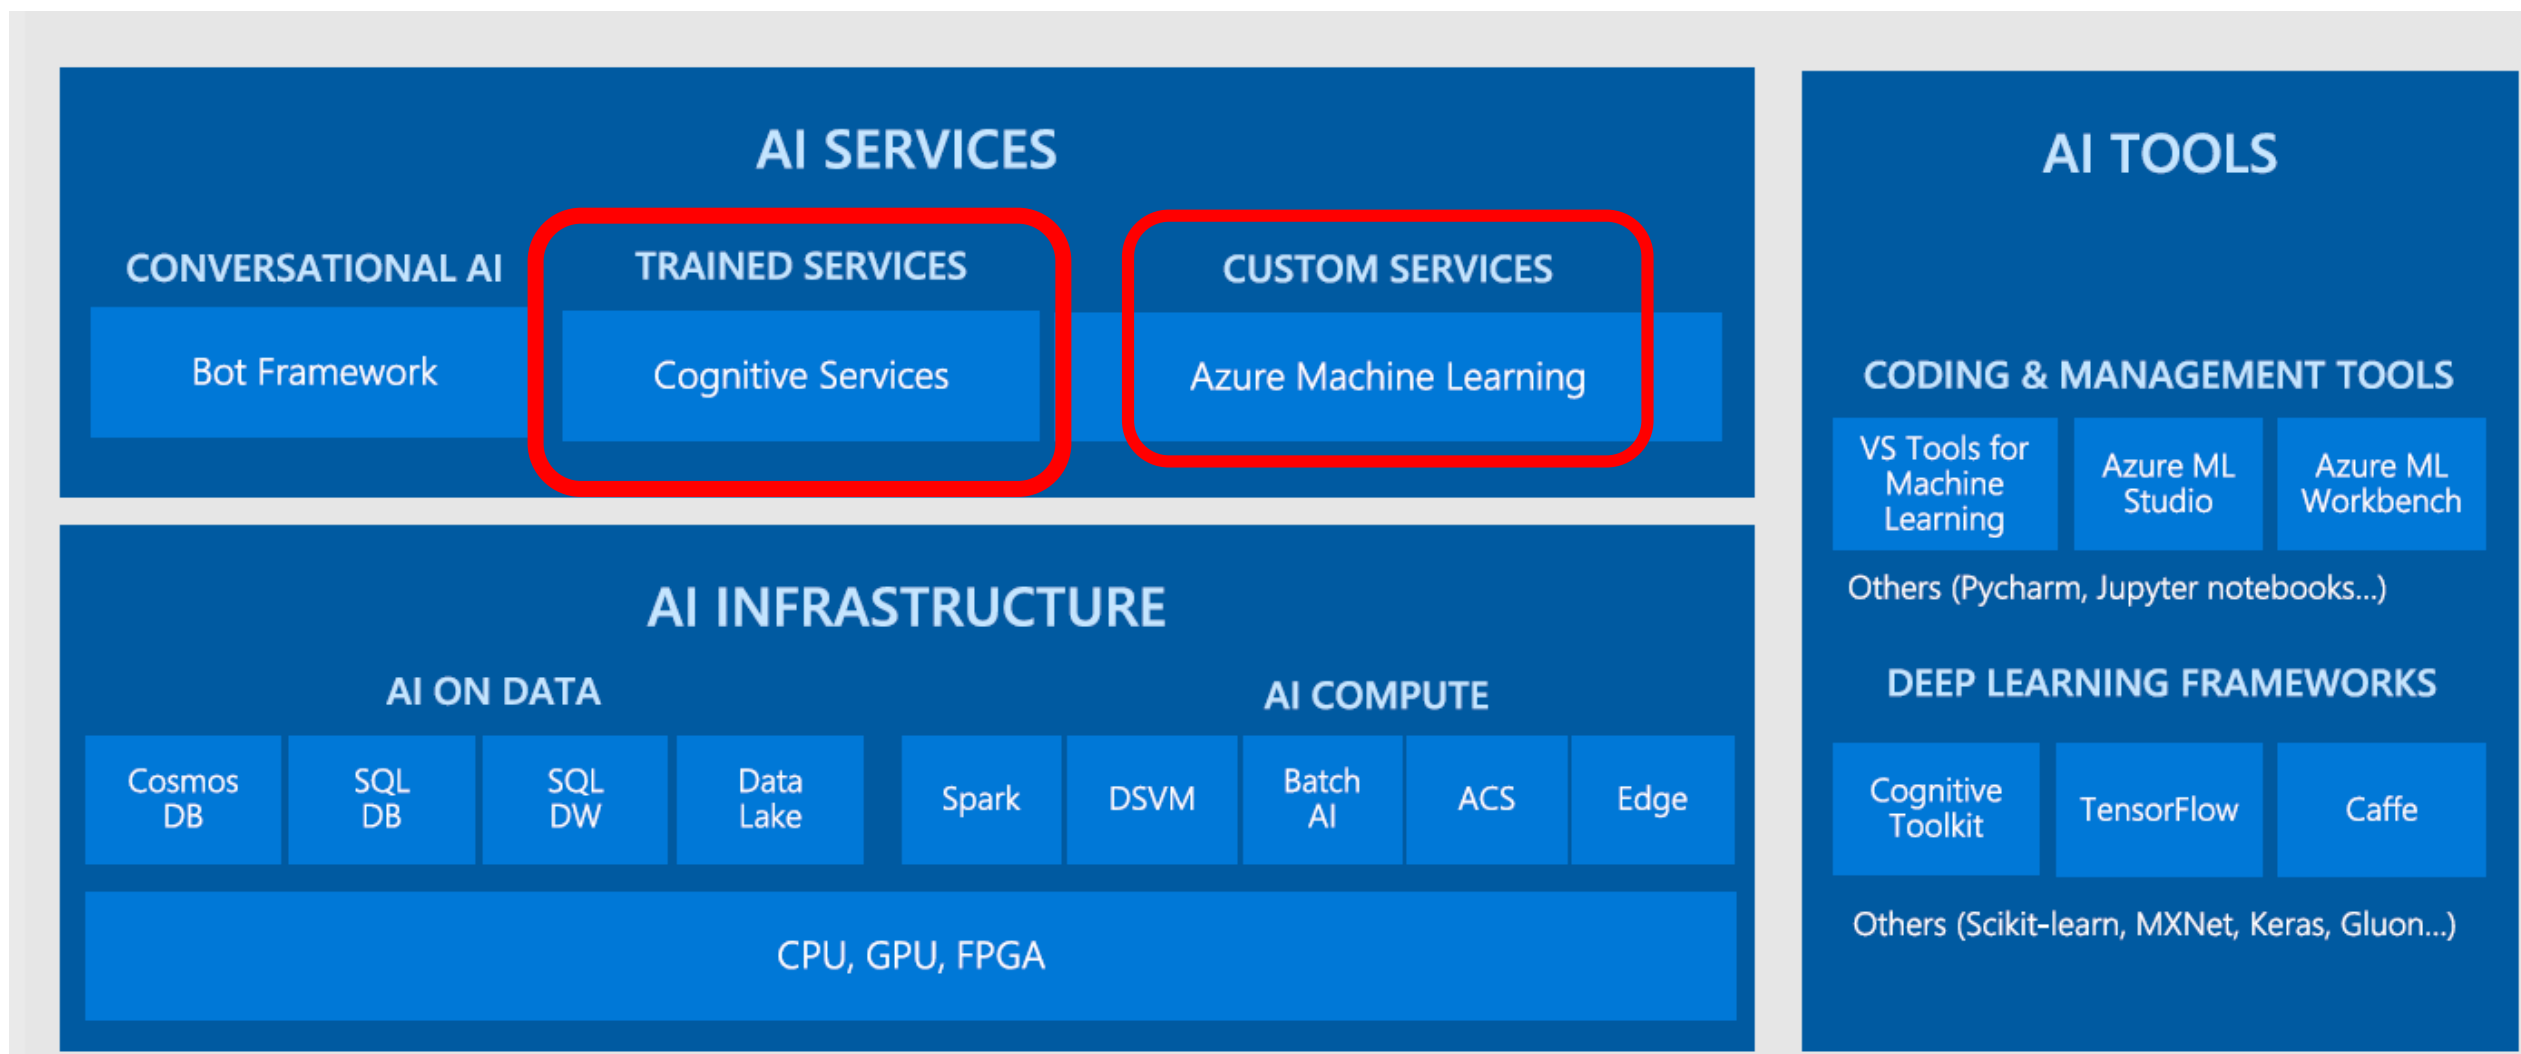 AI SERVICES
CONVERSATIONAL AI
Bot Framework
TRAINED SERVICES
Cognitive Services
CUSTOM SERVICES
Azure Machine Learning
AI INFRASTRUCTURE
AI ON DATA
Cosmos
DB
SQL
DB
SQL
DW
Data
Lake
AI COMPUTE
Spark
DSVM
Batch
AI
ACS
Edge
CPU, GPU, FPGA
AI TOOLS
CODING & MANAGEMENT TOOLS
VS Tools for
Machine
Learning
Azure ML
Studio
Azure ML
Workbench
Others (Pycharm, Jupyter notebooks...)
DEEP LEARNING FRAMEWORKS
Cognitive
Toolkit
TensorFlow
Caffe
Others (Scikit-learn, MXNet, Keras, Gluon...)